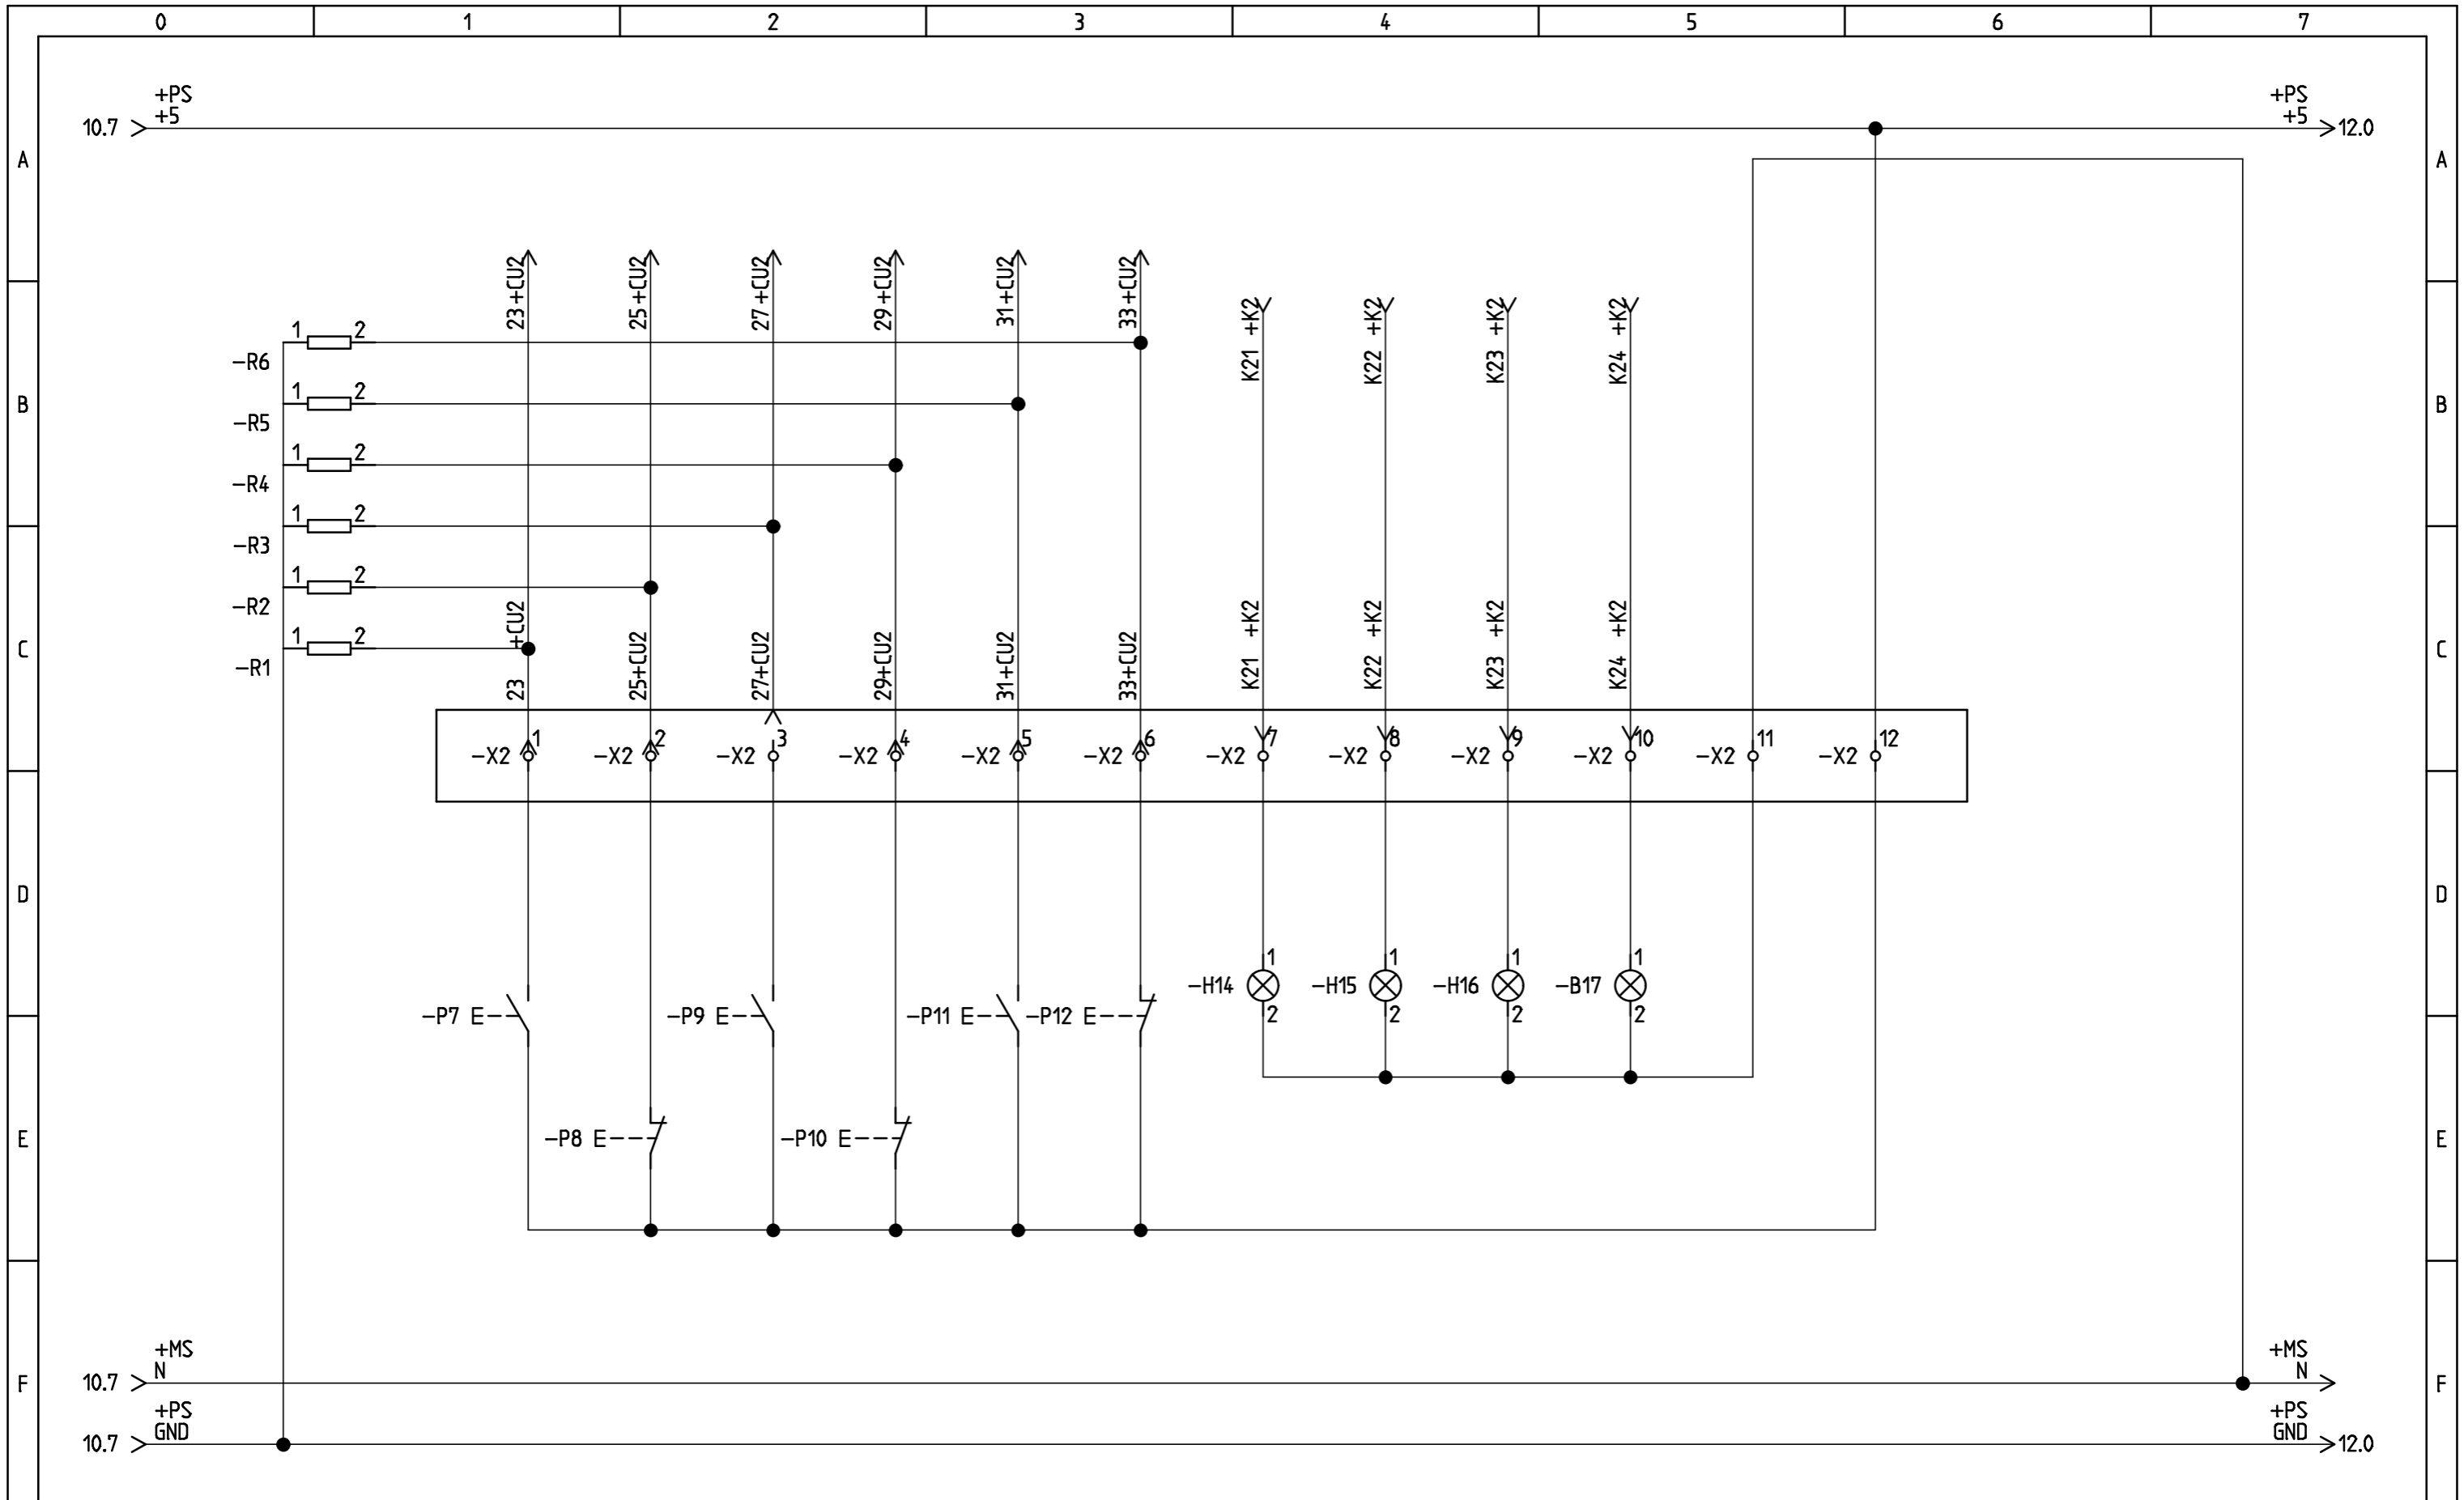 0 1 2 3 4 5 6 7
+PS +PS
+5 +5
10.7 12.0
A A
23 +CU2 25 +CU2 27 +CU2 29 +CU2 31 +CU2 33 +CU2
K21 +K2 K22 +K2 K23 +K2 K24 +K2
1 2
-R6
B B
1 2
-R5
1 2
-R4
1 2
-R3
1 2
-R2
C C
1 2
-R1
23 +CU2 25+CU2 27+CU2 29+CU2 31+CU2 33+CU2 K21 +K2 K22 +K2 K23 +K2 K24 +K2
1 2 3 4 5 6 7 8 9 10 11 12
-X2 -X2 -X2 -X2 -X2 -X2 -X2 -X2 -X2 -X2 -X2 -X2
D D
1 1 1 1
-H14 -H15 -H16 -B17
2 2 2 2
-P7 E -P9 E -P11 E -P12 E
E E
-P8 E -P10 E
+MS +MS
N N
10.7
F F
+PS +PS
GND GND
10.7 12.0